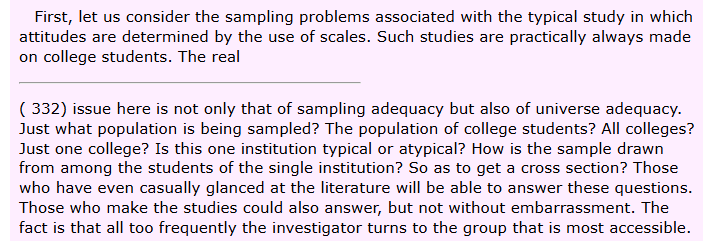 First, let us consider the sampling problems associated with the typical study in which
attitudes are determined by the use of scales. Such studies are practically always made
on college students. The real
( 332) issue here is not only that of sampling adequacy but also of universe adequacy.
Just what population is being sampled? The population of college students? All colleges?
Just one college? Is this one institution typical or atypical? How is the sample drawn
from among the students of the single institution? So as to get a cross section? Those
who have even casually glanced at the literature will be able to answer these questions.
Those who make the studies could also answer, but not without embarrassment. The
fact is that all too frequently the investigator turns to the group that is most accessible.